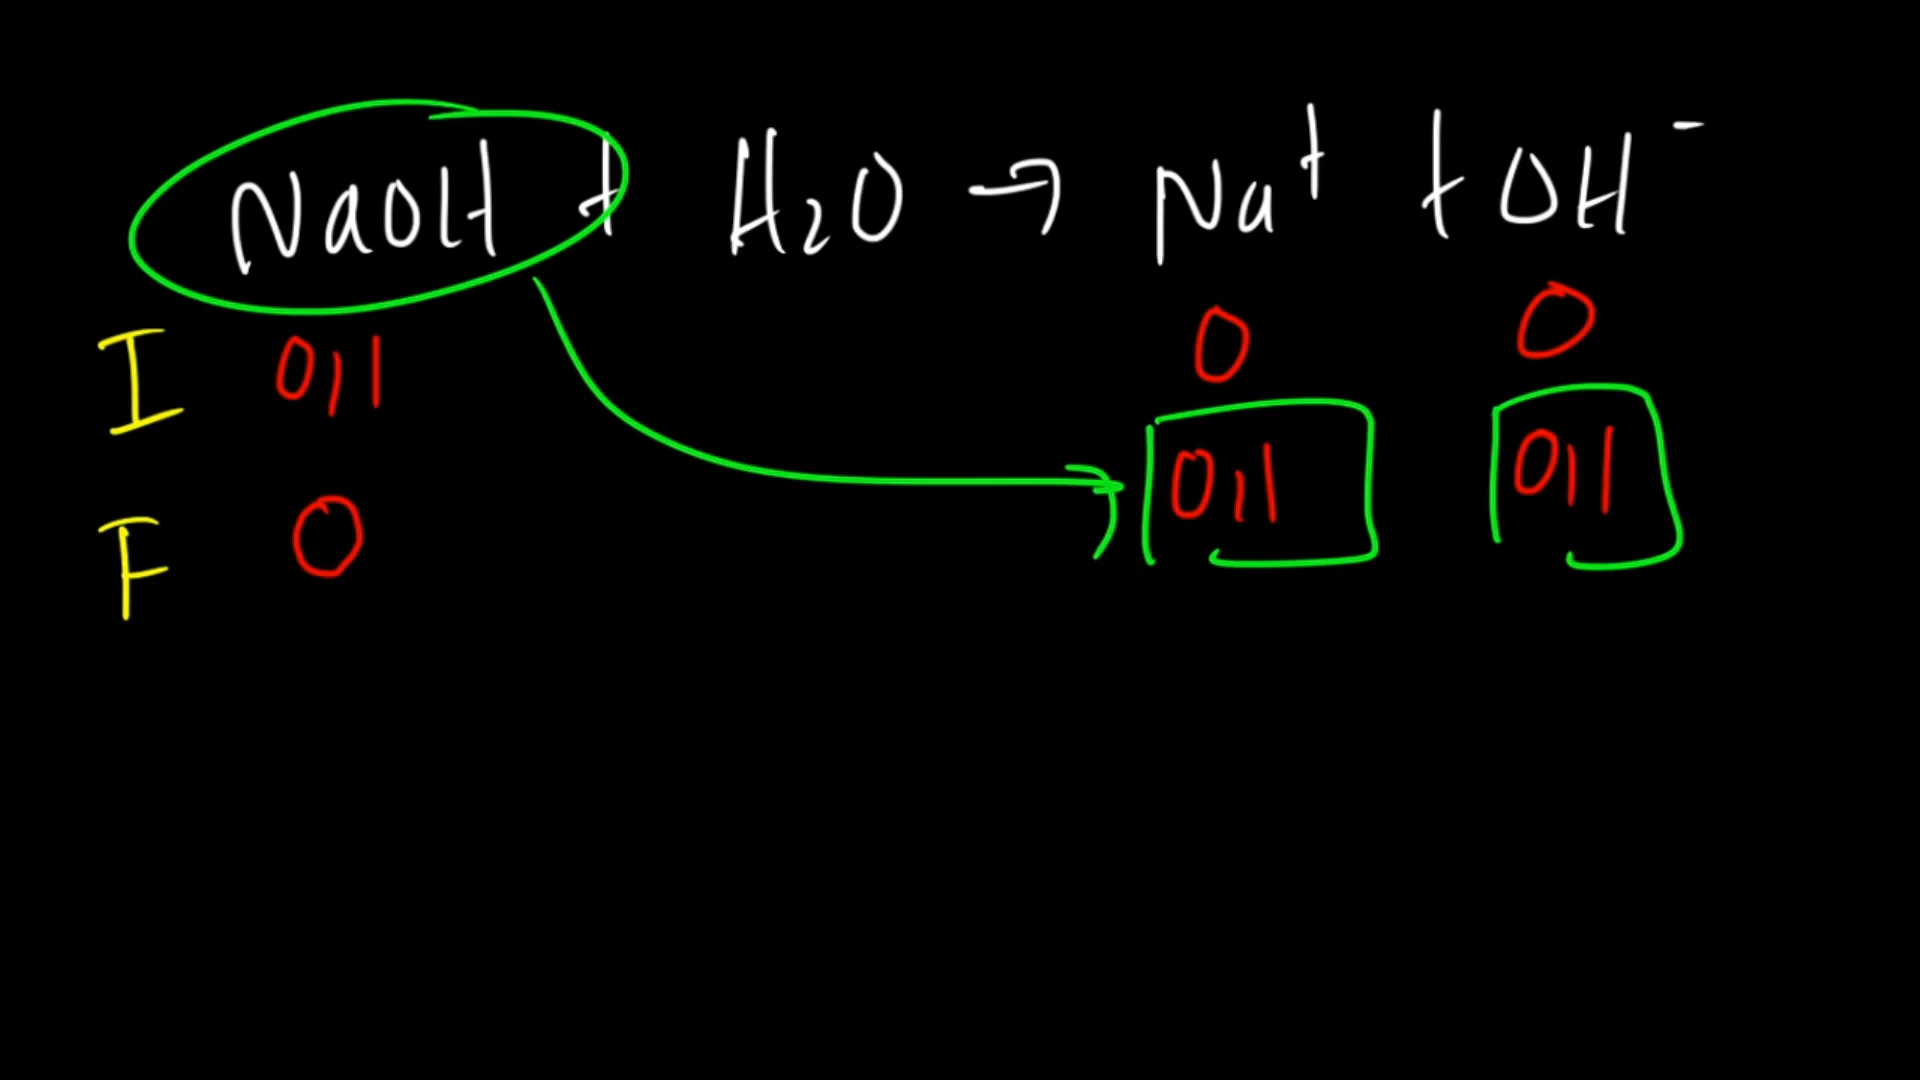 NaOH + H₂O → Na⁺ + OH⁻
I 0,1 0 0
F 0 0,1 0,1